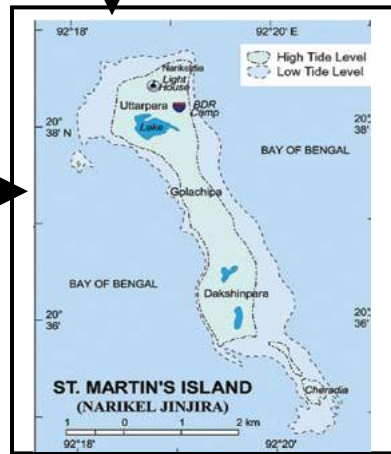 92°18'
92°20' E
High Tide Level
Low Tide Level
Light
House
Uttarpara
BDR
Camp
20°
38' N
Lake
20°
38'
BAY OF BENGAL
Golachipa
BAY OF BENGAL
Dakshinpara
20°
36'
20°
36'
ST. MARTIN'S ISLAND
(NARIKEL JINJIRA)
Cheradia
1 0 1 2 km
92°18'
92°20'